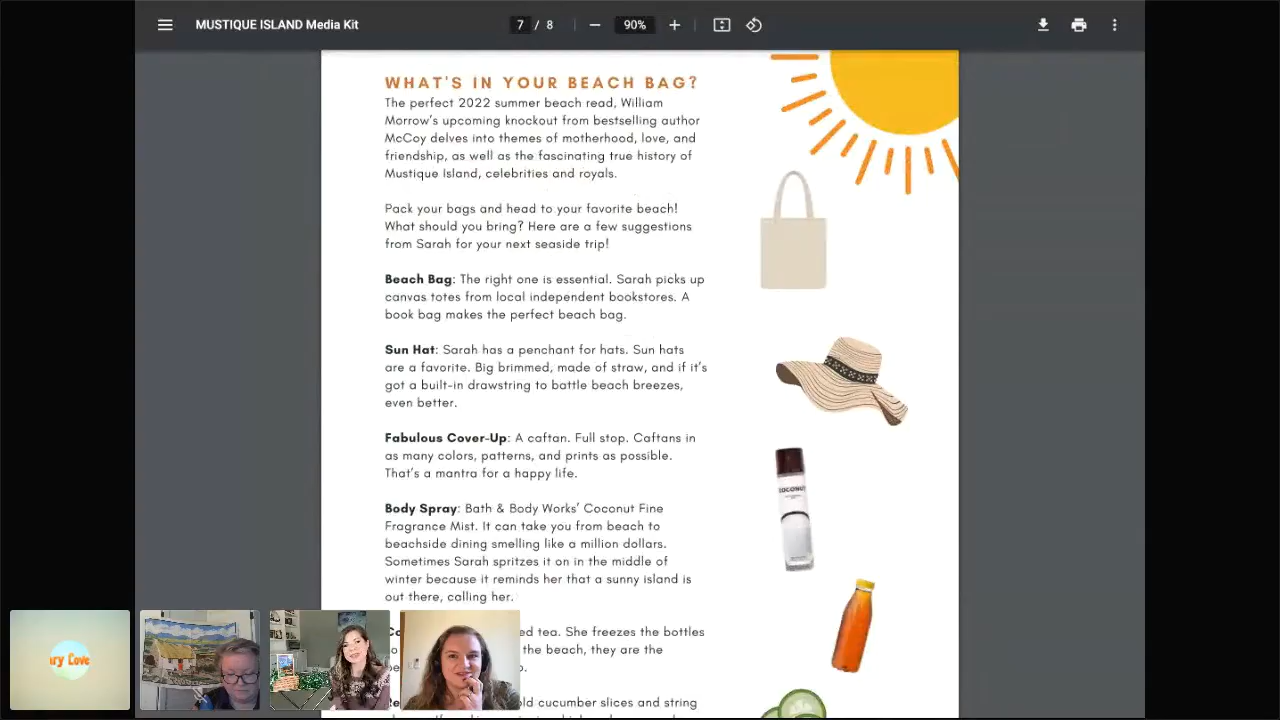 MUSTIQUE ISLAND Media Kit
7 / 8
90%
WHAT'S IN YOUR BEACH BAG?
The perfect 2022 summer beach read, William
Morrow's upcoming knockout from bestselling author
McCoy delves into themes of motherhood, love, and
friendship, as well as the fascinating true history of
Mustique Island, celebrities and royals.
Pack your bags and head to your favorite beach!
What should you bring? Here are a few suggestions
from Sarah for your next seaside trip!
Beach Bag: The right one is essential. Sarah picks up
canvas totes from local independent bookstores. A
book bag makes the perfect beach bag.
Sun Hat: Sarah has a penchant for hats. Sun hats
are a favorite. Big brimmed, made of straw, and if it's
got a built-in drawstring to battle beach breezes,
even better.
Fabulous Cover-Up: A caftan. Full stop. Caftans in
as many colors, patterns, and prints as possible.
That's a mantra for a happy life.
Body Spray: Bath & Body Works' Coconut Fine
Fragrance Mist. It can take you from beach to
beachside dining smelling like a million dollars.
Sometimes Sarah spritzes it on in the middle of
winter because it reminds her that a sunny island is
out there, calling her.
COCONUT
tea. She freezes the bottles
the beach, they are the
cucumber slices and string
ary Love